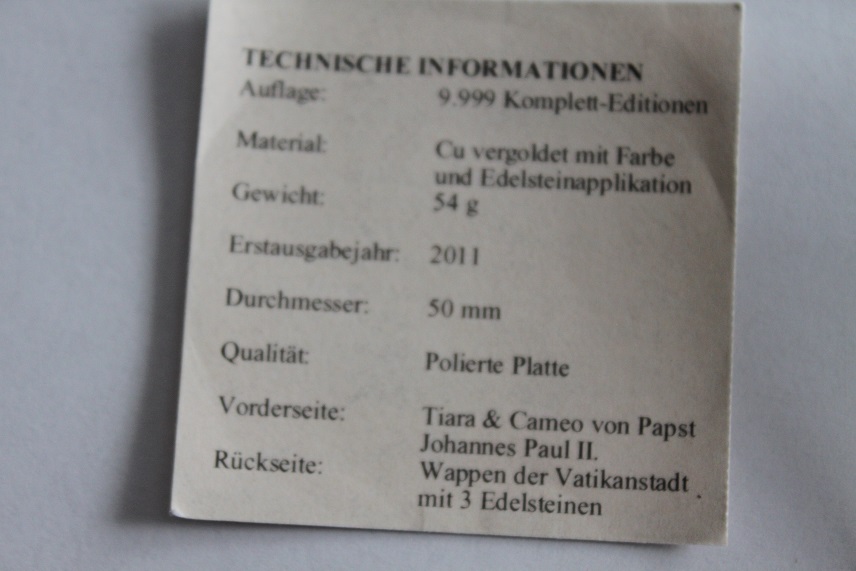 TECHNISCHE INFORMATIONEN
Auflage: 9.999 Komplett-Editionen
Material: Cu vergoldet mit Farbe
und Edelsteinapplikation
Gewicht: 54 g
Erstausgabejahr: 2011
Durchmesser: 50 mm
Qualität: Polierte Platte
Vorderseite: Tiara & Cameo von Papst
Johannes Paul II.
Rückseite: Wappen der Vatikanstadt
mit 3 Edelsteinen